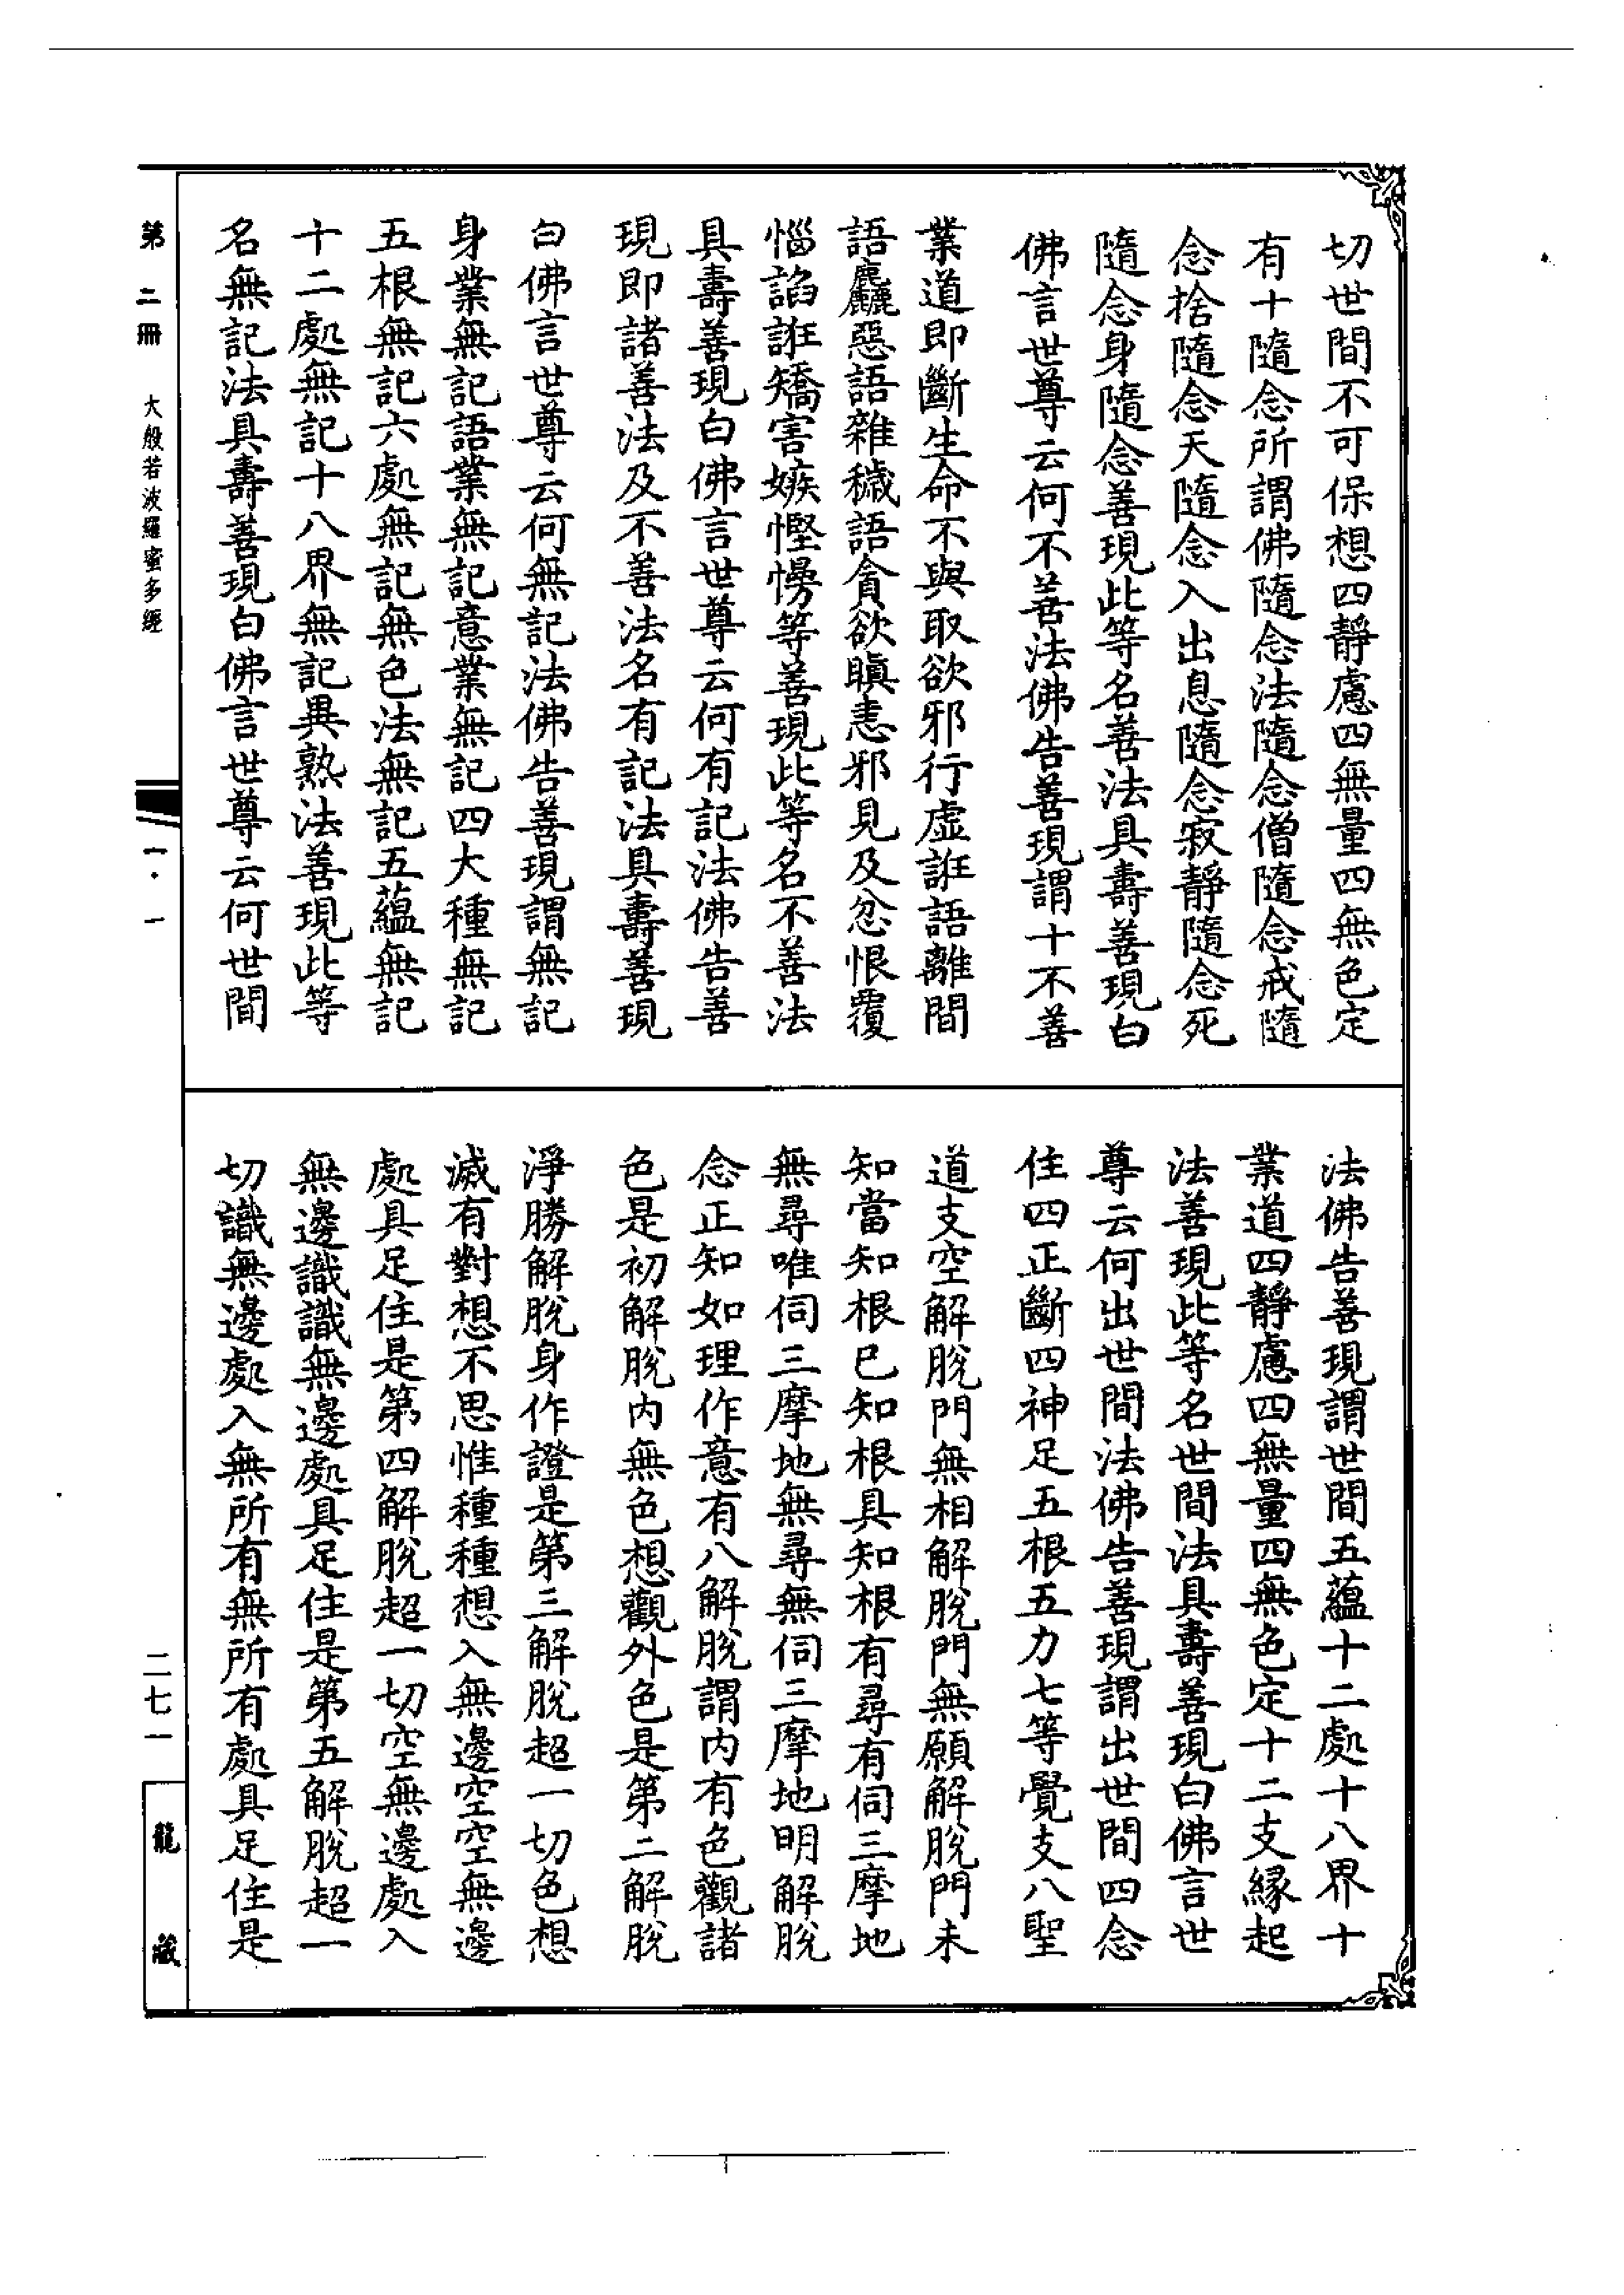 切世間不可保想四靜慮四無量四無色定
有十隨念所謂佛隨念法隨念僧隨念戒隨
念捨隨念天隨念入出息隨念寂靜隨念死
隨念身隨念善現此等名善法具壽善現白
佛言世尊云何不善法佛告善現謂十不善
業道即斷生命不與取欲邪行虛誑語離間
語麤惡語雜穢語貪欲瞋恚邪見及忿恨覆
惱諂誑矯害嫉慳慢等善現此等名不善法
具壽善現白佛言世尊云何有記法佛告善
現即諸善法及不善法名有記法具壽善現
白佛言世尊云何無記法佛告善現謂無記
身業無記語業無記意業無記四大種無記
五根無記六處無記無色法無記五蘊無記
十二處無記十八界無記異熟法善現此等
名無記法具壽善現白佛言世尊云何世間
法佛告善現謂世間五蘊十二處十八界十
業道四靜慮四無量四無色定十二支緣起
法善現此等名世間法具壽善現白佛言世
尊云何出世間法佛告善現謂出世間四念
住四正斷四神足五根五力七等覺支八聖
道支空解脫門無相解脫門無願解脫門未
知當知根已知根具知根有尋有伺三摩地
無尋唯伺三摩地無尋無伺三摩地明解脫
念正知如理作意有八解脫謂內有色觀諸
色是初解脫內無色想觀外色是第二解脫
淨勝解脫身作證是第三解脫超一切色想
滅有對想不思惟種種想入無邊空空無邊
處具足住是第四解脫超一切空無邊處入
無邊識識無邊處具足住是第五解脫超一
切識無邊處入無所有無所有處具足住是
第二冊 大般若波羅蜜多經 一·一 二七一 龍藏